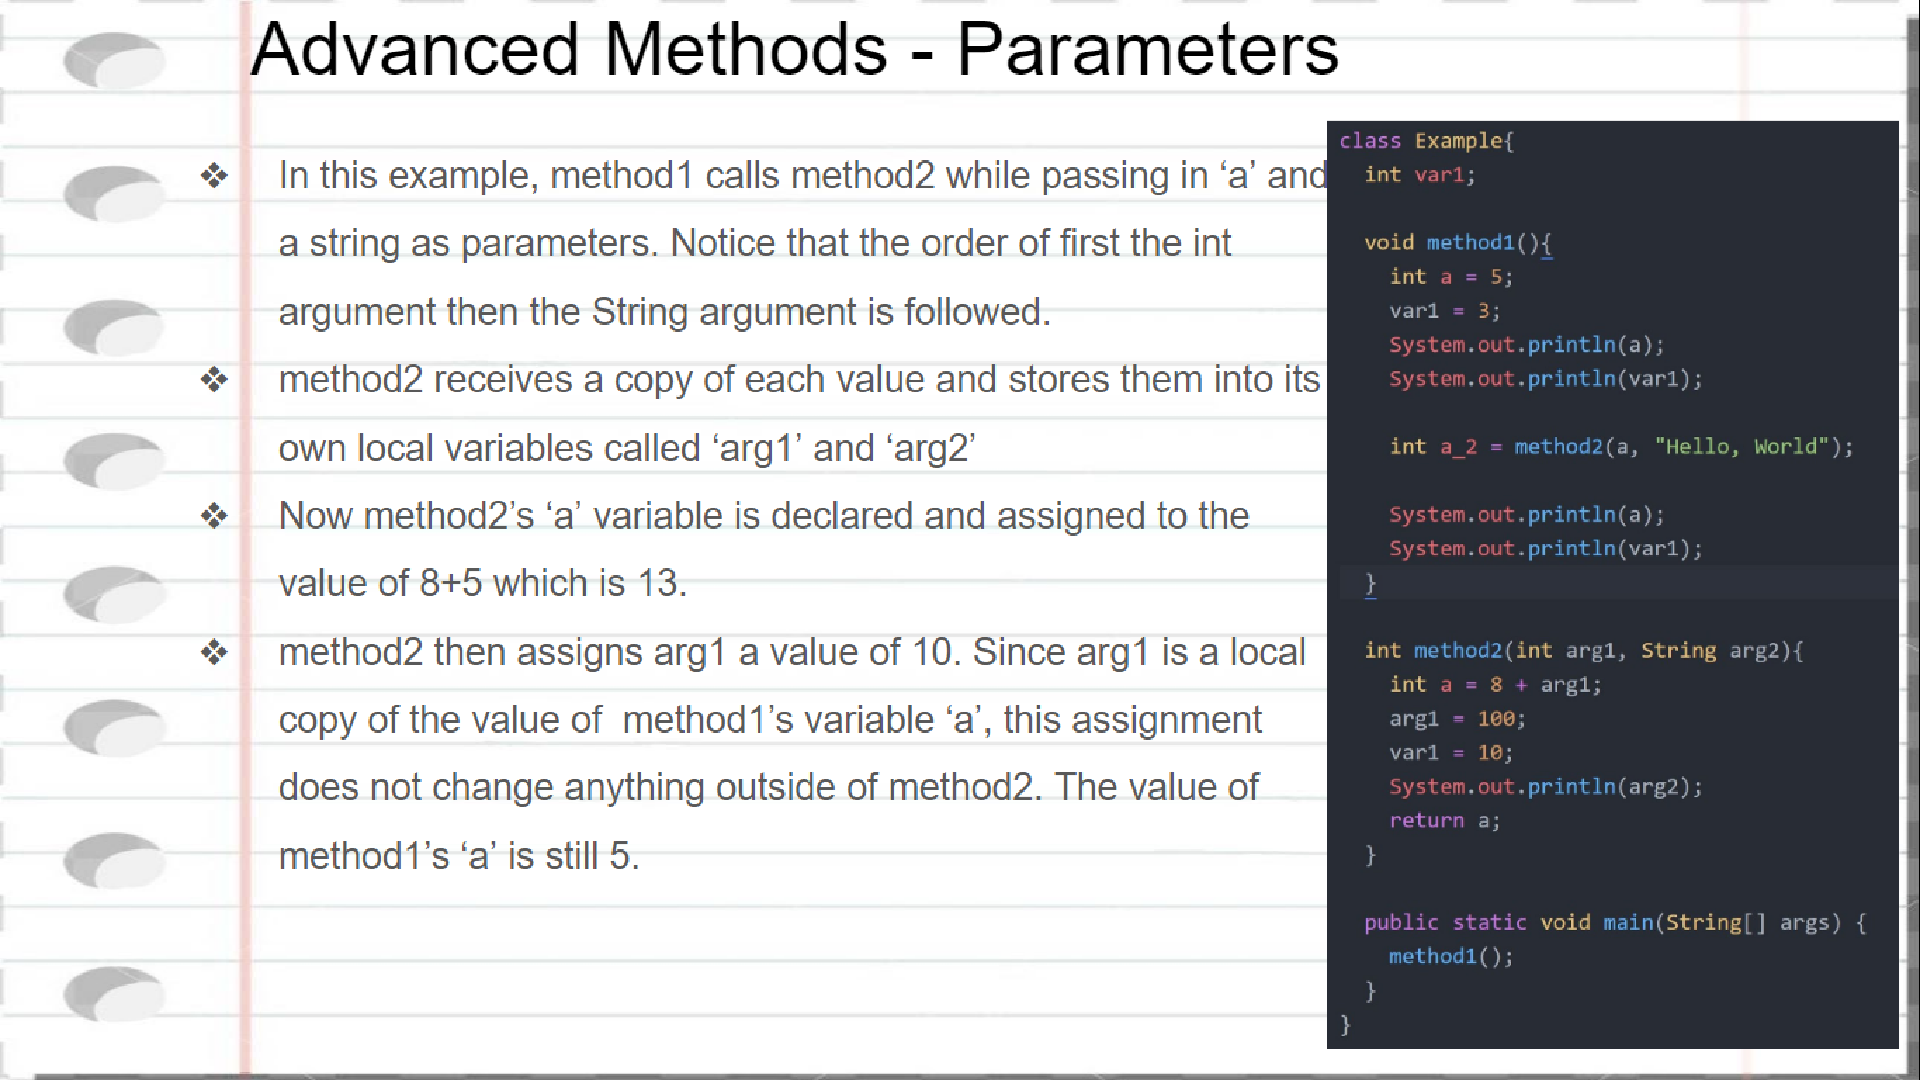 Advanced Methods - Parameters
❖ In this example, method1 calls method2 while passing in ‘a’ and
a string as parameters. Notice that the order of first the int
argument then the String argument is followed.
❖ method2 receives a copy of each value and stores them into its
own local variables called ‘arg1’ and ‘arg2’
❖ Now method2’s ‘a’ variable is declared and assigned to the
value of 8+5 which is 13.
❖ method2 then assigns arg1 a value of 10. Since arg1 is a local
copy of the value of  method1’s variable ‘a’, this assignment
does not change anything outside of method2. The value of
method1’s ‘a’ is still 5.
class Example{
  int var1;

  void method1(){
    int a = 5;
    var1 = 3;
    System.out.println(a);
    System.out.println(var1);

    int a_2 = method2(a, "Hello, World");

    System.out.println(a);
    System.out.println(var1);
  }

  int method2(int arg1, String arg2){
    int a = 8 + arg1;
    arg1 = 100;
    var1 = 10;
    System.out.println(arg2);
    return a;
  }

  public static void main(String[] args) {
    method1();
  }
}